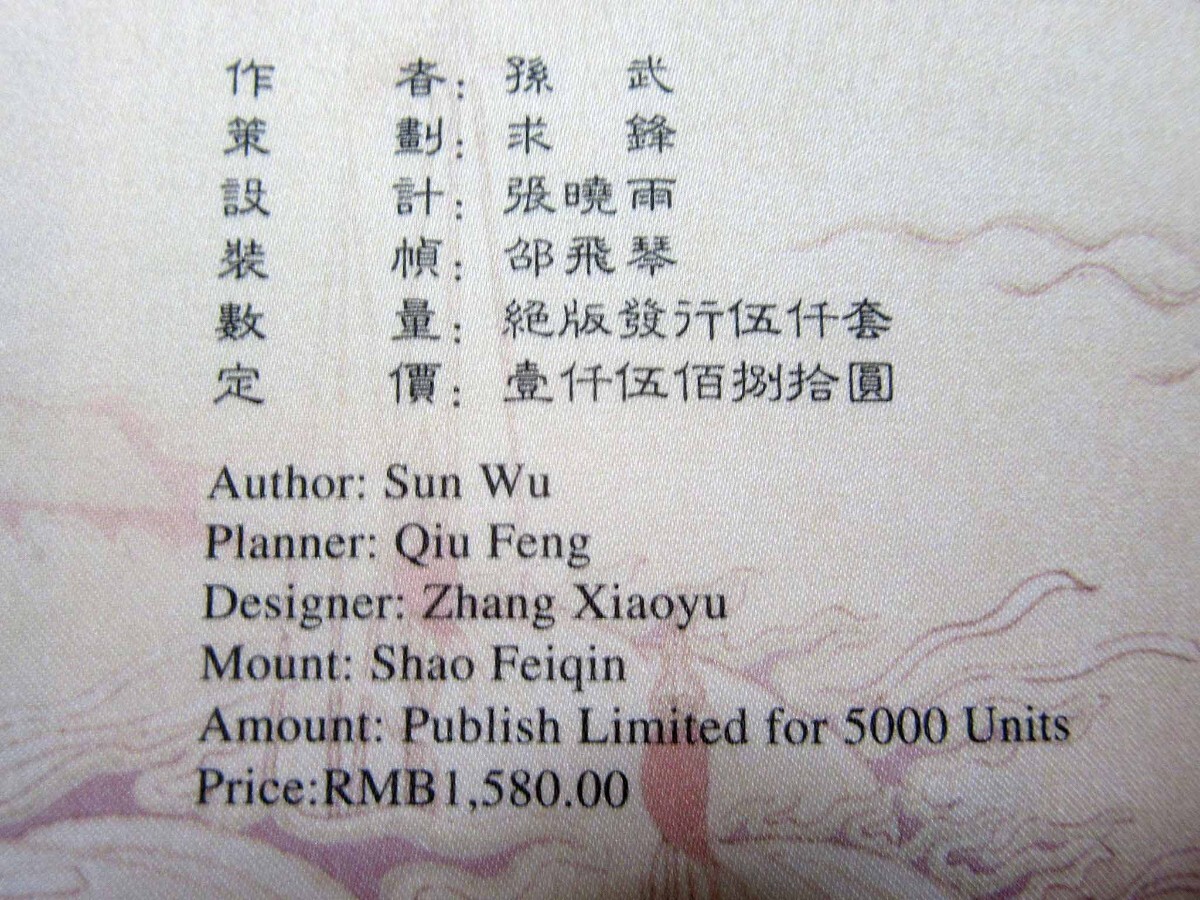 作者：孫武
策劃：求鋒
設計：張曉雨
裝幀：邵飛琴
數量：絕版發行伍仟套
定價：壹仟伍佰捌拾圓
Author: Sun Wu
Planner: Qiu Feng
Designer: Zhang Xiaoyu
Mount: Shao Feiqin
Amount: Publish Limited for 5000 Units
Price:RMB1,580.00